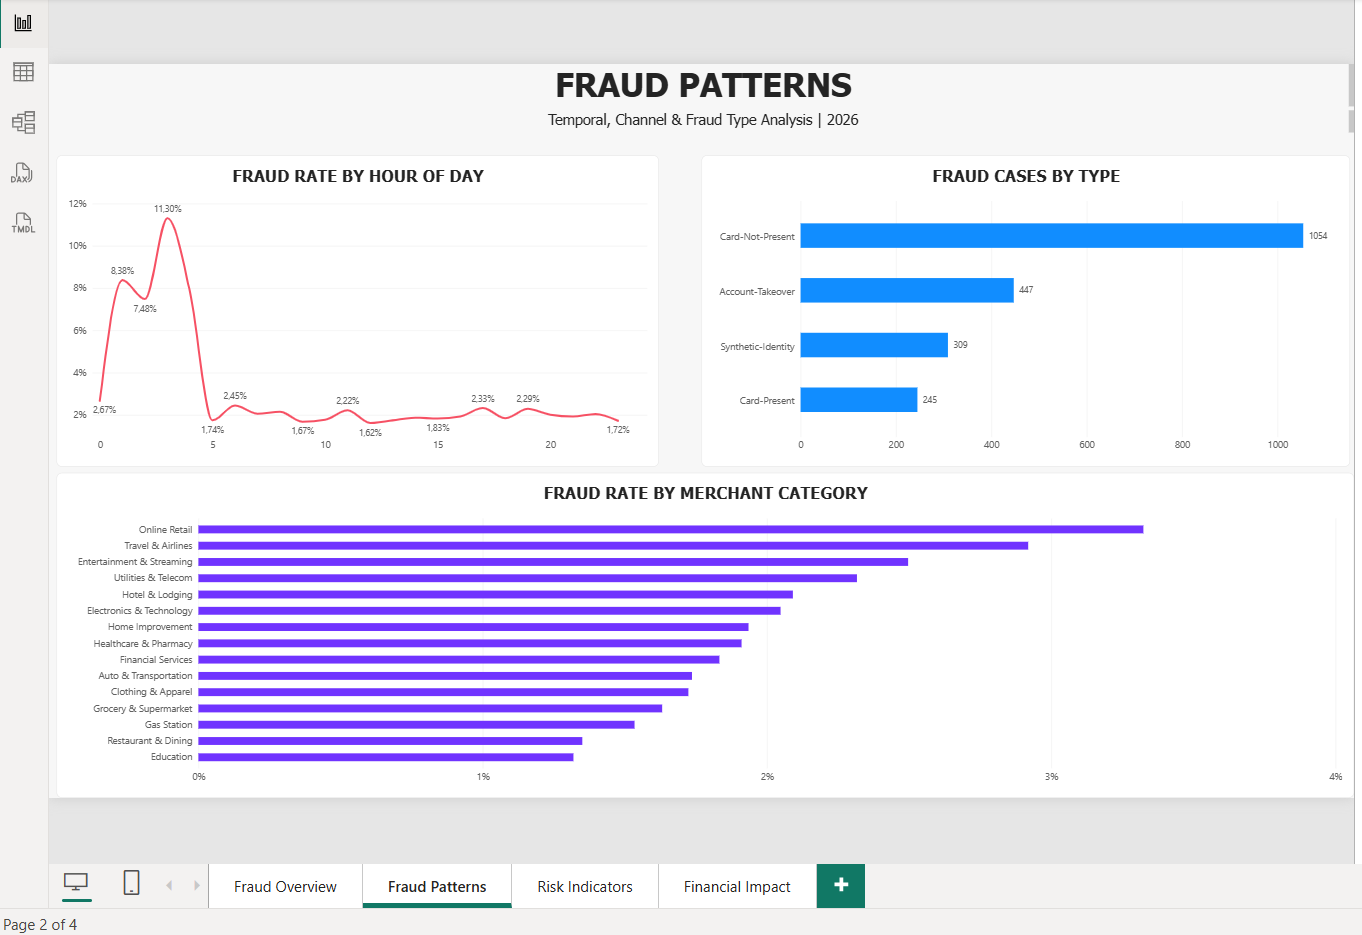 FRAUD PATTERNS
Temporal, Channel & Fraud Type Analysis | 2026
FRAUD RATE BY HOUR OF DAY
12%
10%
8%
6%
4%
2%
11,30%
8,38%
7,48%
2,67%
1,74%
2,45%
1,67%
2,22%
1,62%
1,83%
2,33%
2,29%
1,72%
0
5
10
15
20
FRAUD CASES BY TYPE
Card-Not-Present
1054
Account-Takeover
447
Synthetic-Identity
309
Card-Present
245
0
200
400
600
800
1000
FRAUD RATE BY MERCHANT CATEGORY
Online Retail
Travel & Airlines
Entertainment & Streaming
Utilities & Telecom
Hotel & Lodging
Electronics & Technology
Home Improvement
Healthcare & Pharmacy
Financial Services
Auto & Transportation
Clothing & Apparel
Grocery & Supermarket
Gas Station
Restaurant & Dining
Education
0%
1%
2%
3%
4%
DAX
TMDL
Fraud Overview
Fraud Patterns
Risk Indicators
Financial Impact
+
Page 2 of 4